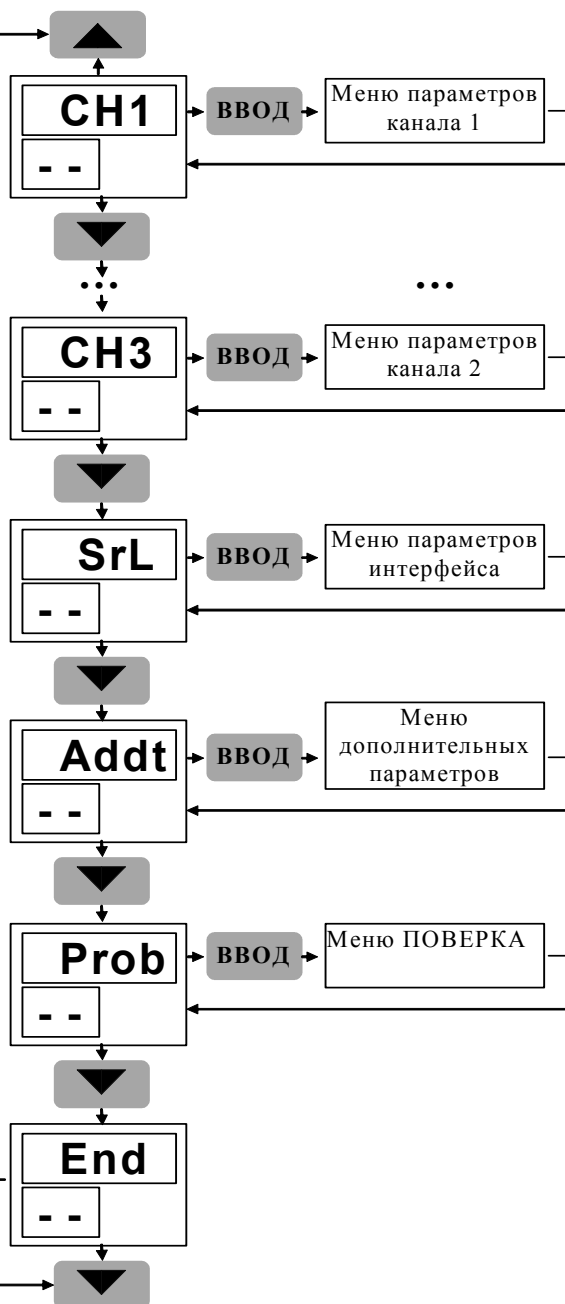 CH1
ВВОД
Меню параметров
канала 1
- -
...
...
CH3
ВВОД
Меню параметров
канала 2
- -
SrL
ВВОД
Меню параметров
интерфейса
- -
Addt
ВВОД
Меню
дополнительных
параметров
- -
Prob
ВВОД
Меню ПОВЕРКА
- -
End
- -